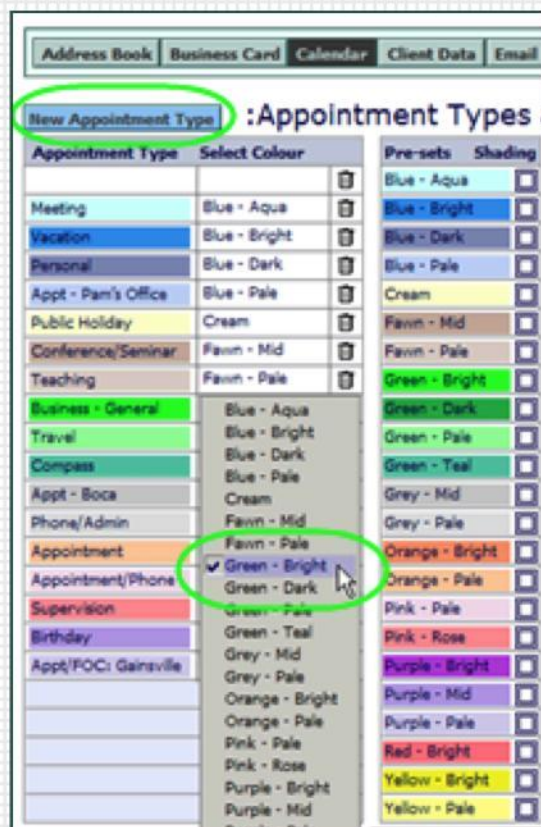 Address Book Business Card Calendar Client Data Email
New Appointment Type :Appointment Types
Appointment Type Select Colour Pre-sets Shading
Blue - Aqua
Meeting Blue - Aqua Blue - Bright
Vacation Blue - Bright Blue - Dark
Personal Blue - Dark Blue - Pale
Appt - Pam's Office Blue - Pale Cream
Public Holiday Cream Fawn - Mid
Conference/Seminar Fawn - Mid Fawn - Pale
Teaching Fawn - Pale Green - Bright
Business - General Blue - Aqua Green - Dark
Travel Blue - Bright Green - Pale
Blue - Dark
Compass Blue - Pale Green - Teal
Appt - Boca Cream Grey - Mid
Phone/Admin Fawn - Mid Grey - Pale
Appointment Fawn - Pale Orange - Bright
Appointment/Phone Green - Bright Orange - Pale
Green - Dark
Supervision Green - Pale Pink - Pale
Birthday Green - Teal Pink - Rose
Appt/FOC: Gainsville Grey - Mid Purple - Bright
Grey - Pale
Orange - Bright Purple - Mid
Orange - Pale Purple - Pale
Pink - Pale Red - Bright
Pink - Rose
Purple - Bright Yellow - Bright
Purple - Mid Yellow - Pale